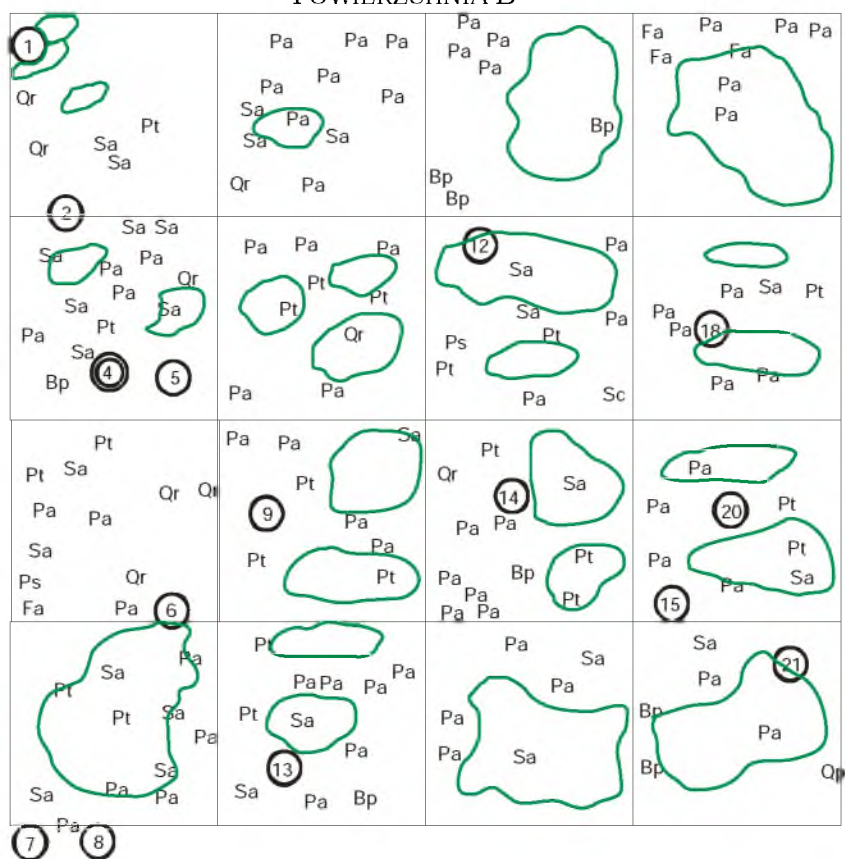 POWIERZCHNIA B
Pa Pa Pa Pa Fa Pa Pa Pa
1 Pa Pa Fa Fa
Pa Pa Pa Pa
Qr Pa Pa
Sa Pa Pa
Pt Bp
Qr Sa Sa Sa
Sa
Qr Pa Bp
2 Bp
Sa Sa 12 Pa
Sa Pa Pa Pa Pa
Pa Sa
Qr Pt
Pa Pt Pa Sa Pt
Sa Sa Pt Sa Pa Pa
Pt Qr Pt Pa 18
Pa Ps
Sa Pt
Bp 4 5 Pa Pa Pa Sc Pa Pa
Pt Pa Pa Sa Pt
Pt Sa Qr Sa Pa
Qr Qr Pt 14 Pt
Pa Pa 9 Pa Pa 20
Pa Pa
Sa Pt Pa Pt Pa Pt
Ps Qr Pt Pa Bp Pa Sa
Fa Pa 6 Pa Pa Pa Pt 15
Pt Pa Sa
Pa Sa 21
Sa Pa
Pt Pa Pa Pa Pa Pa
Pt Sa Pt Sa Pa Bp
Pa Pa Pa Pa
Sa 13 Sa Bp Qp
Sa Pa Pa Sa Pa Bp
Pa
7 8